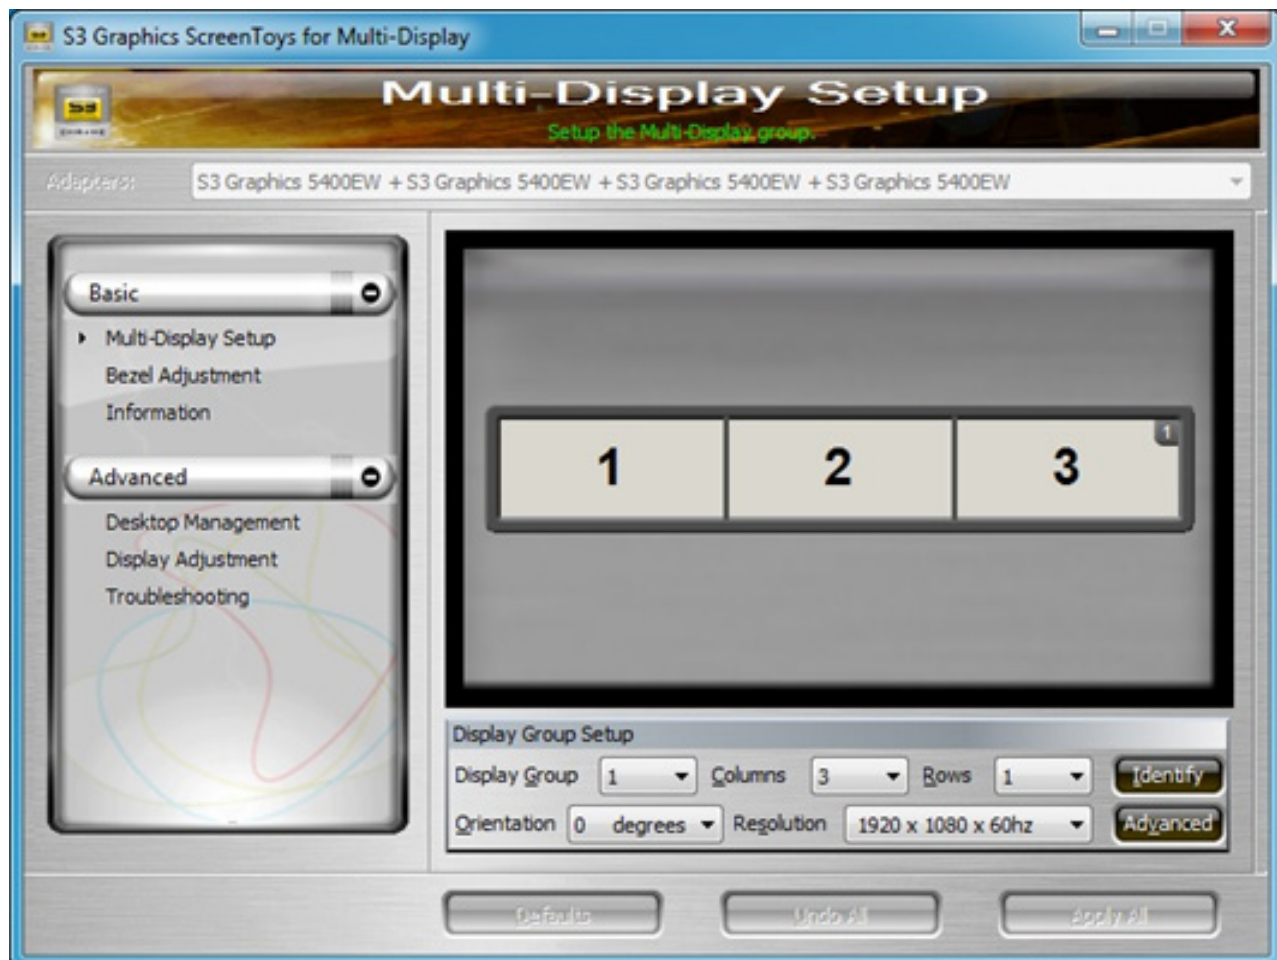 S3 Graphics ScreenToys for Multi-Display
S3
Multi-Display Setup
Setup the Multi-Display group.
Adapters: S3 Graphics 5400EW + S3 Graphics 5400EW + S3 Graphics 5400EW + S3 Graphics 5400EW
Basic
Multi-Display Setup
Bezel Adjustment
Information
Advanced
Desktop Management
Display Adjustment
Troubleshooting
1 2 3 1
Display Group Setup
Display Group 1 Columns 3 Rows 1 Identify
Orientation 0 degrees Resolution 1920 x 1080 x 60hz Advanced
Defaults Undo All Apply All